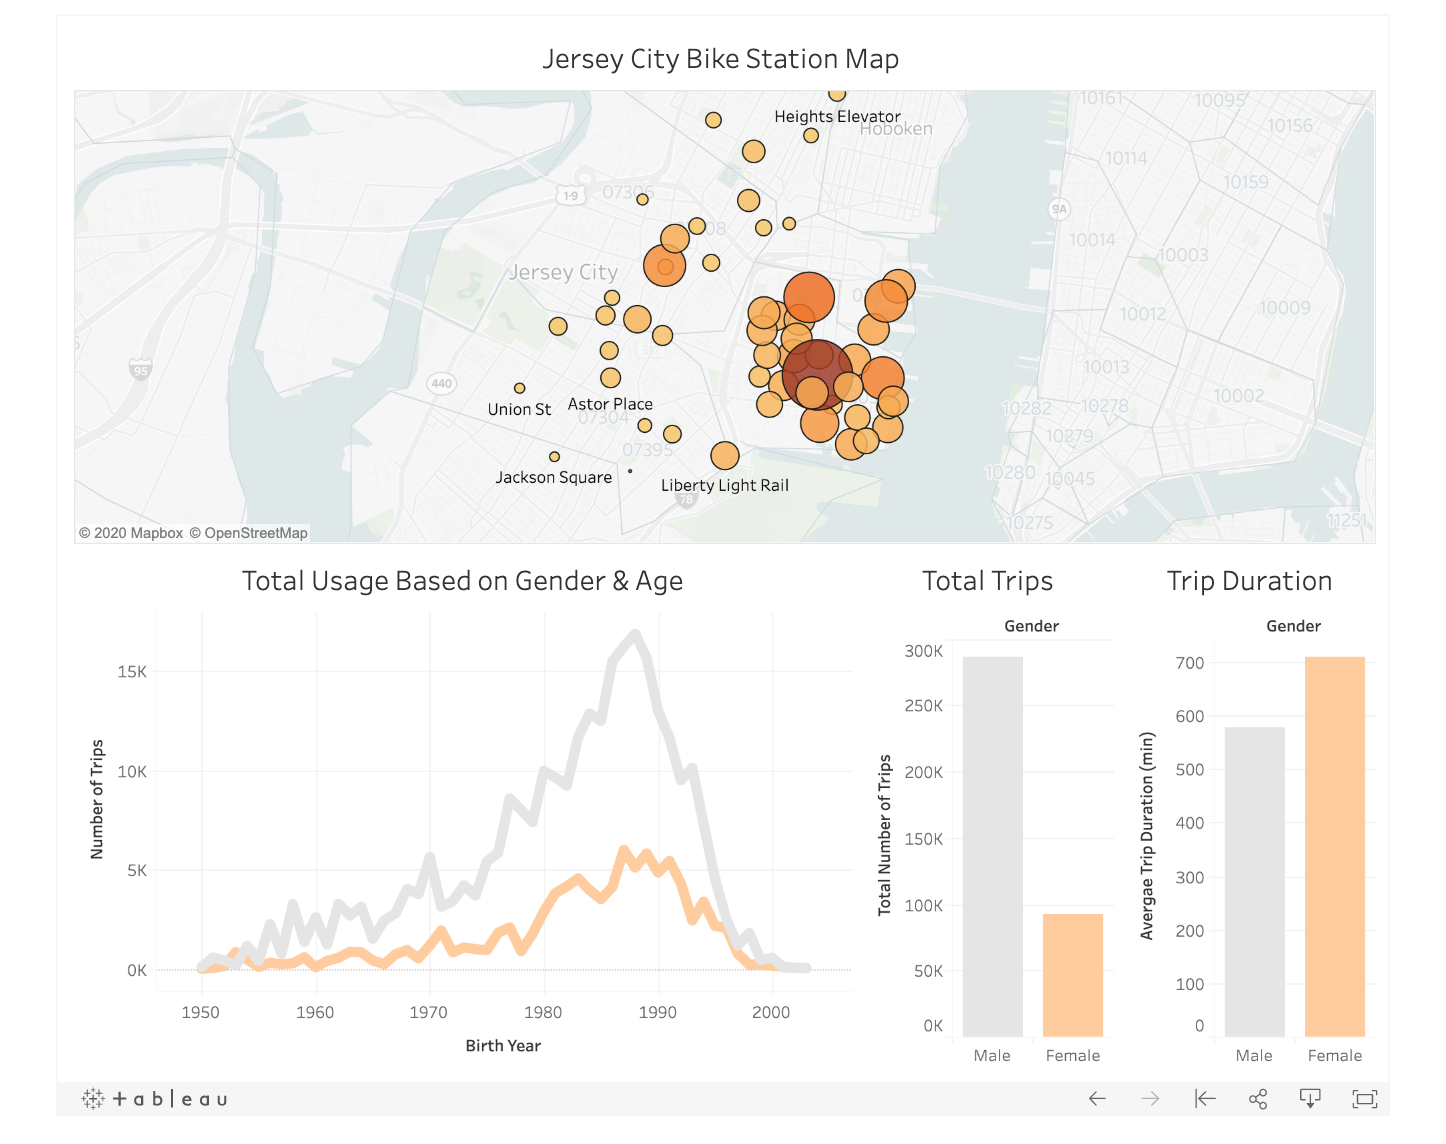 Jersey City Bike Station Map
Heights Elevator
Hoboken
10161
10095
10156
10114
10159
1-9
07306
08
9A
10014
10003
Jersey City
10009
10012
95
440
10013
Union St
Astor Place
07304
10282
10278
10002
10279
07395
Jackson Square
Liberty Light Rail
10280
10045
78
10275
11251
© 2020 Mapbox © OpenStreetMap
Total Usage Based on Gender & Age
Number of Trips
15K
10K
5K
0K
1950
1960
1970
1980
1990
2000
Birth Year
Total Trips
Gender
Total Number of Trips
300K
250K
200K
150K
100K
50K
0K
Male
Female
Trip Duration
Gender
Avergae Trip Duration (min)
700
600
500
400
300
200
100
0
Male
Female
+ableau